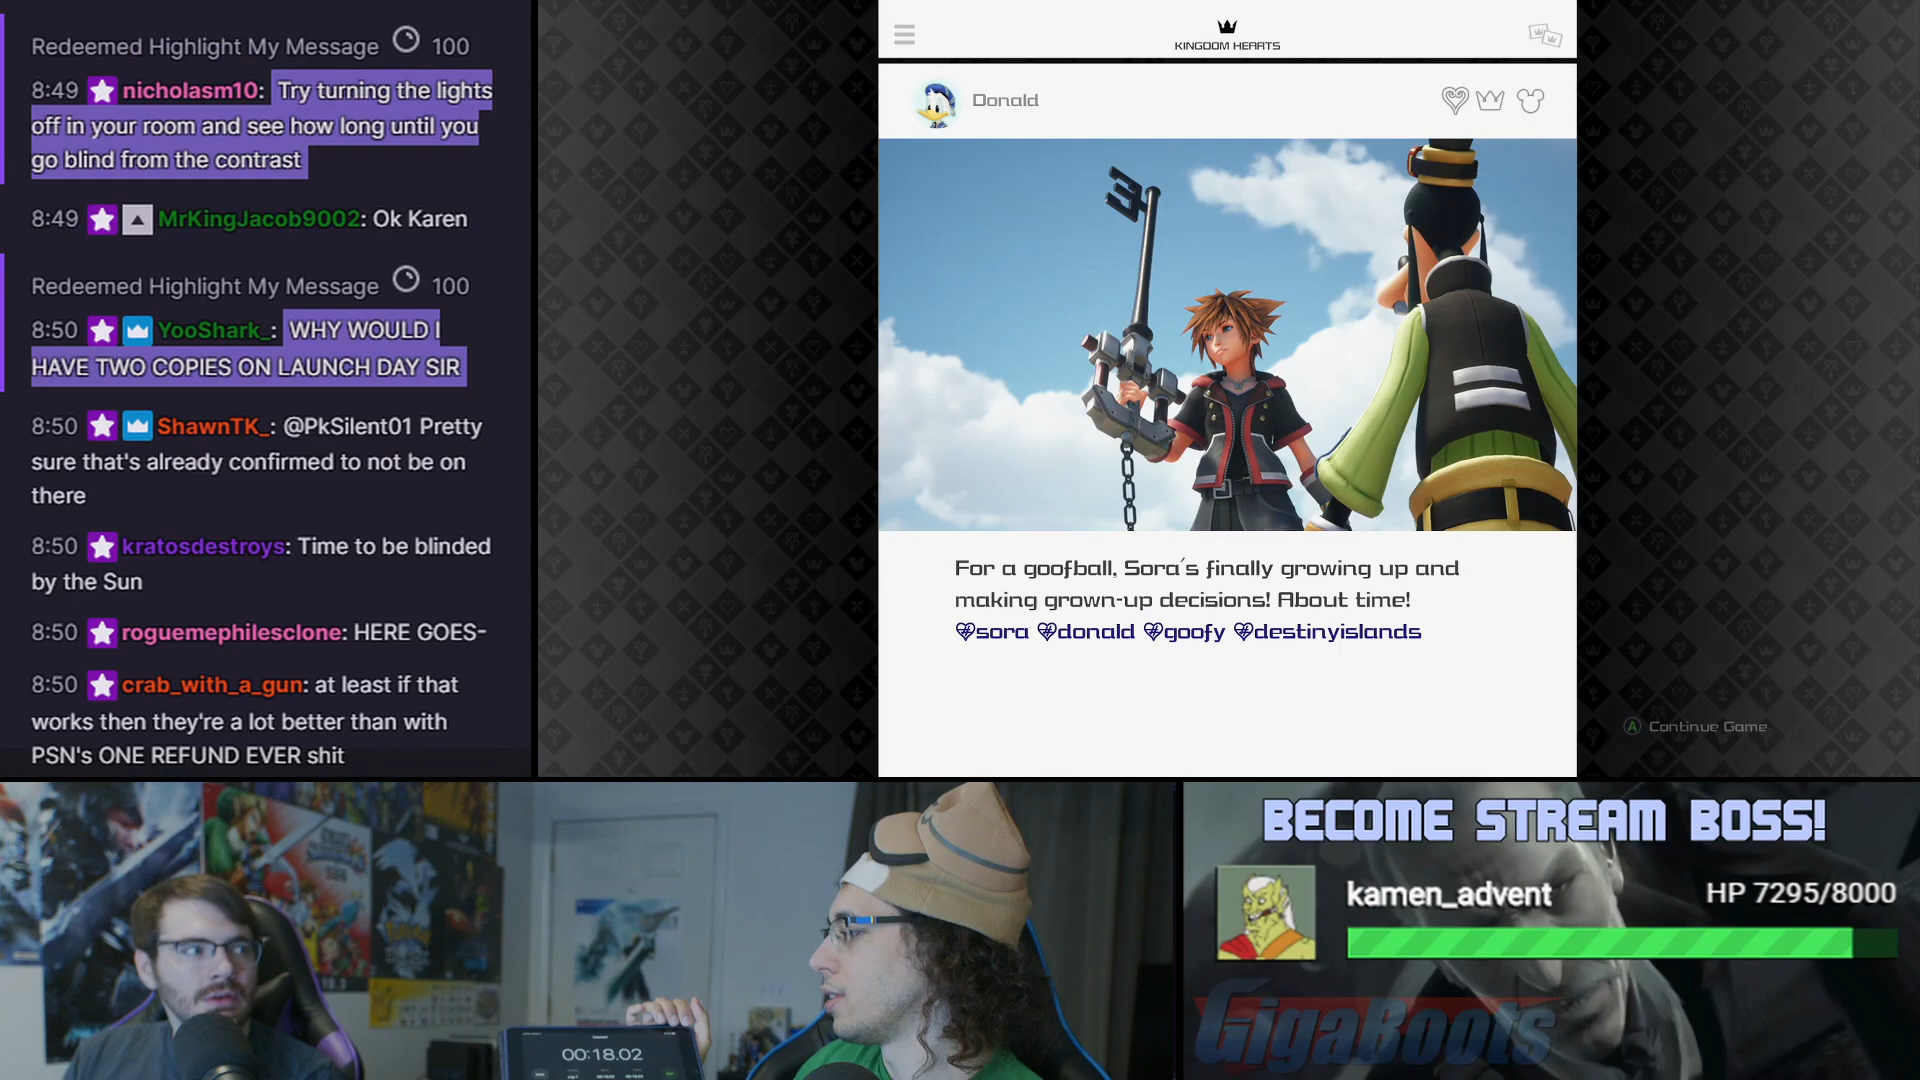 Redeemed Highlight My Message 100
8:49 nicholasm10: Try turning the lights
off in your room and see how long until you
go blind from the contrast
8:49 MrKingJacob9002: Ok Karen
Redeemed Highlight My Message 100
8:50 YooShark_: WHY WOULD I
HAVE TWO COPIES ON LAUNCH DAY SIR
8:50 ShawnTK_: @PkSilent01 Pretty
sure that's already confirmed to not be on
there
8:50 kratosdestroys: Time to be blinded
by the Sun
8:50 roguemephilesclone: HERE GOES-
8:50 crab_with_a_gun: at least if that
works then they're a lot better than with
PSN's ONE REFUND EVER shit
KINGDOM HEARTS
Donald
For a goofball, Sora's finally growing up and
making grown-up decisions! About time!
sora donald goofy destinyislands
A Continue Game
00:18.02
BECOME STREAM BOSS!
kamen_advent HP 7295/8000
GigaBoots